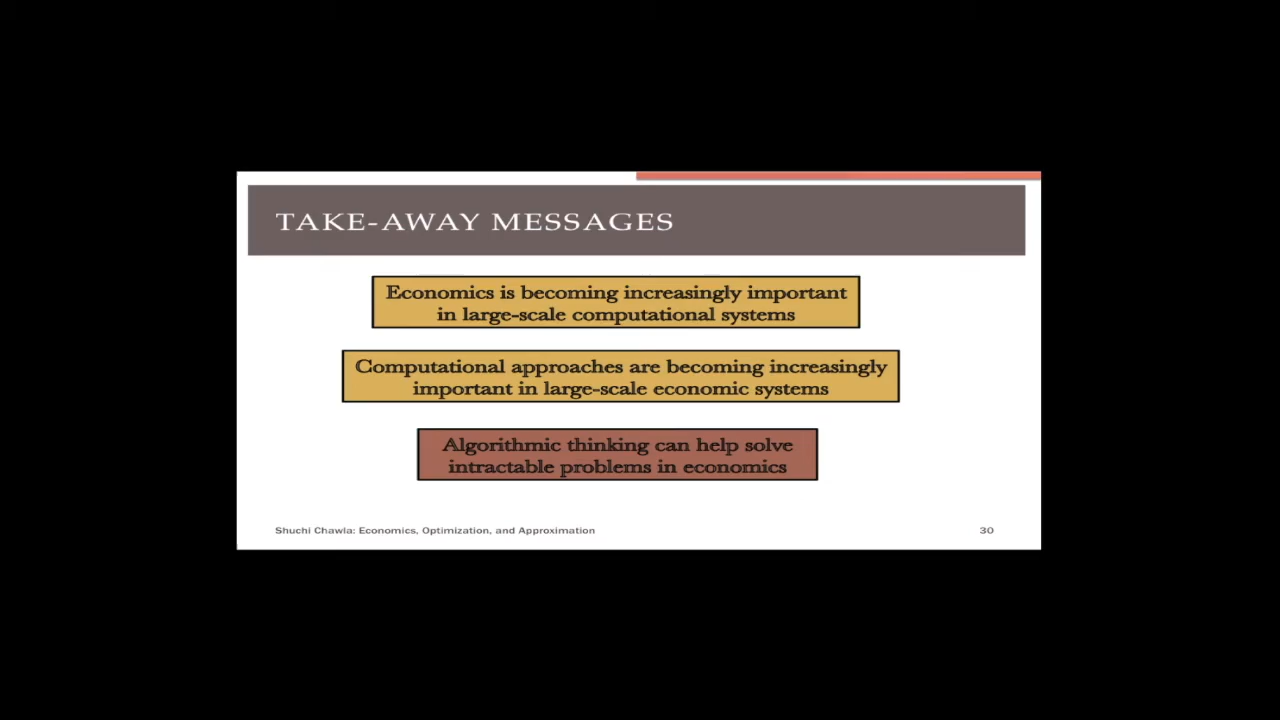 TAKE-AWAY MESSAGES
Economics is becoming increasingly important
in large-scale computational systems
Computational approaches are becoming increasingly
important in large-scale economic systems
Algorithmic thinking can help solve
intractable problems in economics
Shuchi Chawla: Economics, Optimization, and Approximation
30